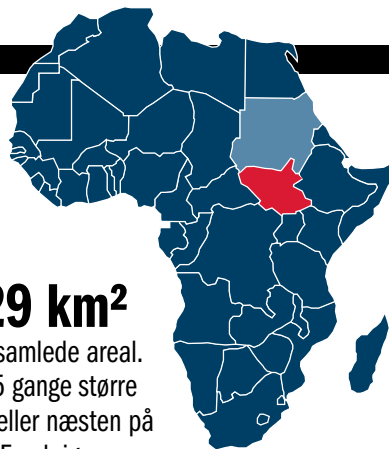 29 km²
samlede areal.
5 gange større
eller næsten på